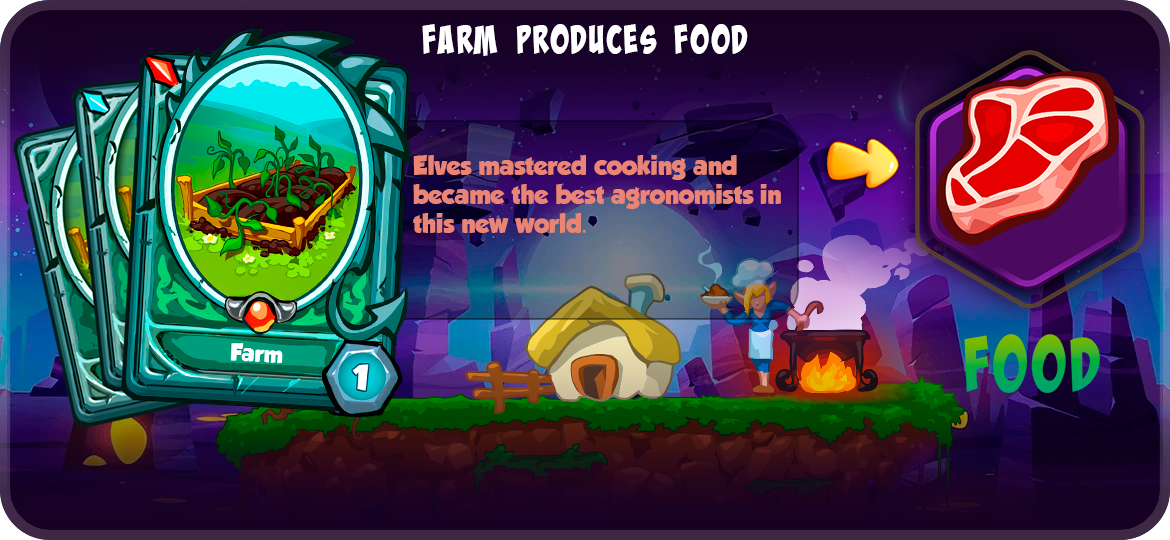 FARM PRODUCES FOOD
Elves mastered cooking and
became the best agronomists in
this new world.
Farm
1
FOOD